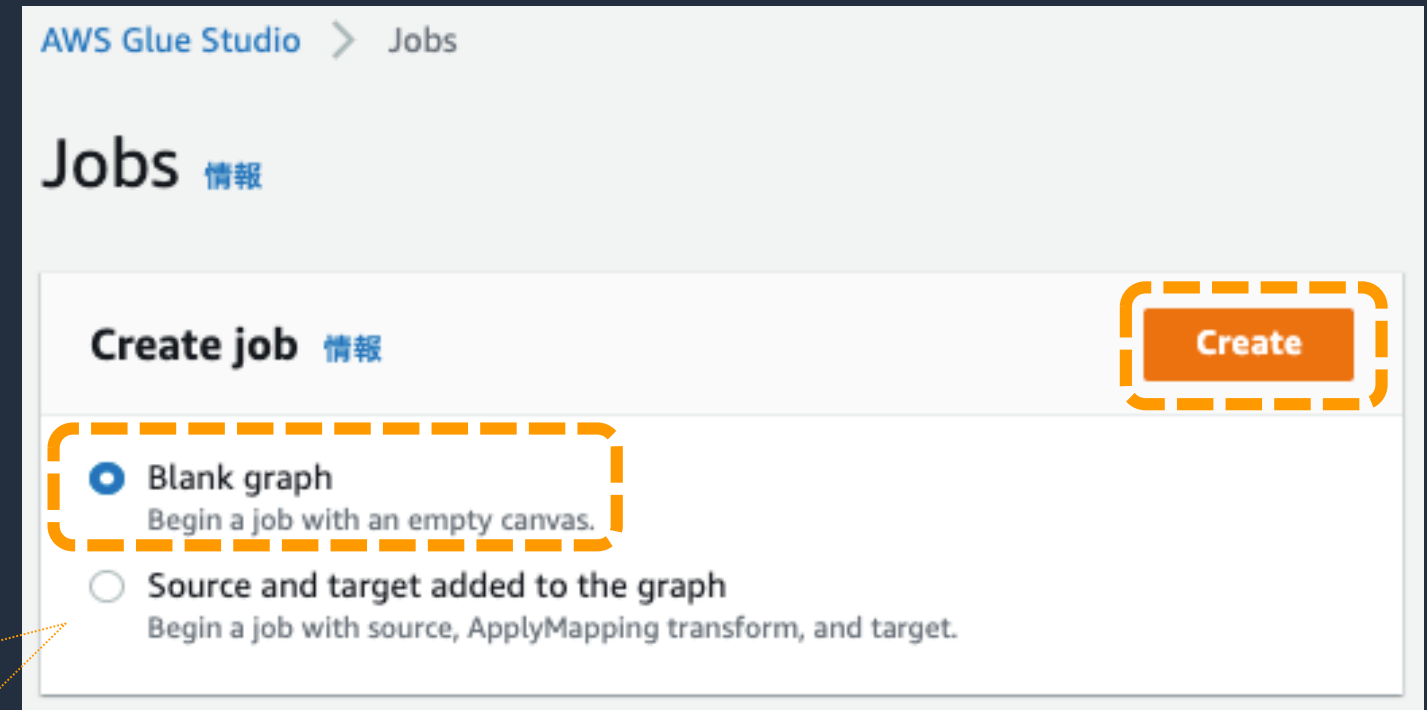 AWS Glue Studio > Jobs
Jobs 情報
Create job 情報
Create
Blank graph
Begin a job with an empty canvas.
Source and target added to the graph
Begin a job with source, ApplyMapping transform, and target.